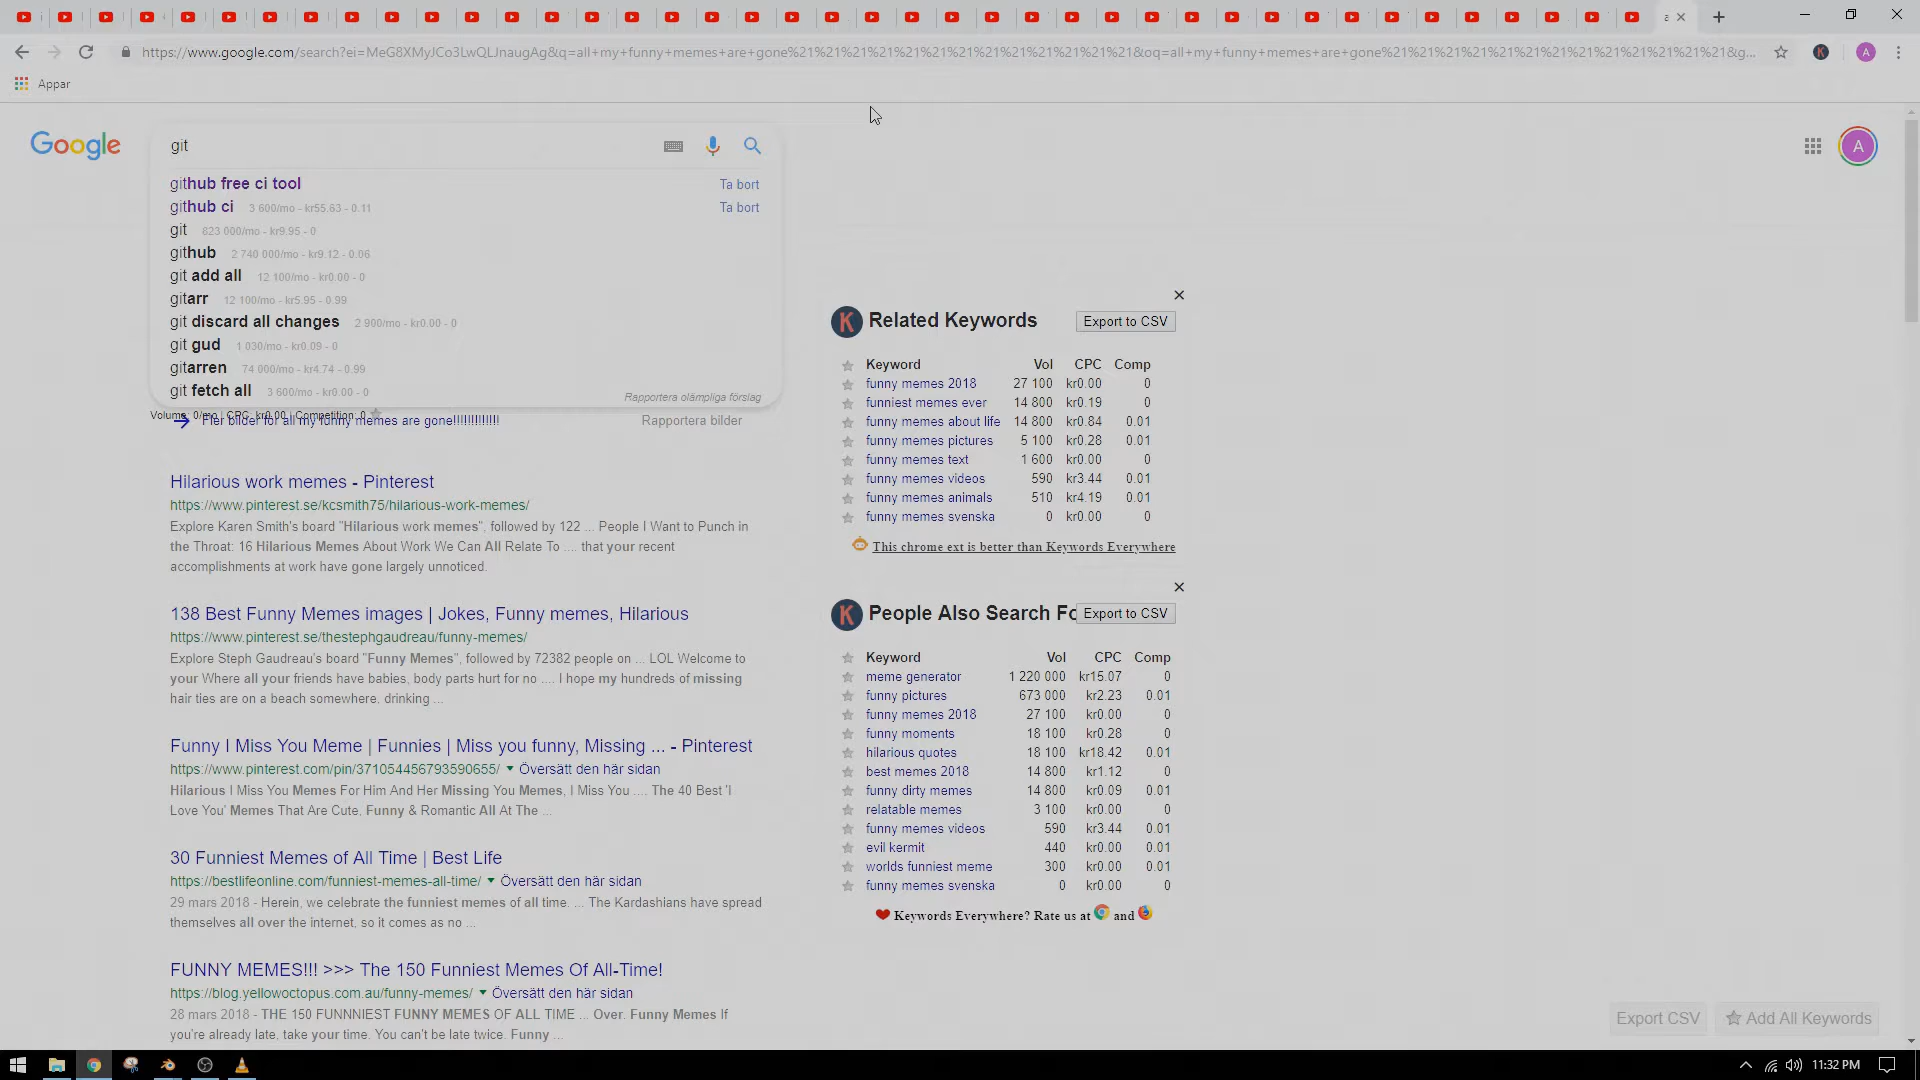 a
https://www.google.com/search?ei=MeG8XMyJCo3LwQLJnaugAg&q=all+my+funny+memes+are+gone%21%21%21%21%21%21%21%21%21%21%21%21%21&oq=all+my+funny+memes+are+gone%21%21%21%21%21%21%21%21%21%21%21%21%21&g...
A
Appar
Google
git
A
github free ci tool Ta bort
github ci 3 600/mo - kr55.63 - 0.11 Ta bort
git 823 000/mo - kr9.95 - 0
github 2 740 000/mo - kr9.12 - 0.06
git add all 12 100/mo - kr0.00 - 0
gitarr 12 100/mo - kr5.95 - 0.99
git discard all changes 2 900/mo - kr0.00 - 0
git gud 1 030/mo - kr0.09 - 0
gitarren 74 000/mo - kr4.74 - 0.99
git fetch all 3 600/mo - kr0.00 - 0
Rapportera olämpliga förslag
Volume: 0/mo | CPC: kr0.00 | Competition: 0
Fler bilder for all my funny memes are gone!!!!!!!!!!!!! Rapportera bilder
Hilarious work memes - Pinterest
https://www.pinterest.se/kcsmith75/hilarious-work-memes/
Explore Karen Smith's board "Hilarious work memes", followed by 122 ... People I Want to Punch in
the Throat: 16 Hilarious Memes About Work We Can All Relate To .... that your recent
accomplishments at work have gone largely unnoticed.
138 Best Funny Memes images | Jokes, Funny memes, Hilarious
https://www.pinterest.se/thestephgaudreau/funny-memes/
Explore Steph Gaudreau's board "Funny Memes", followed by 72382 people on ... LOL Welcome to
your Where all your friends have babies, body parts hurt for no .... I hope my hundreds of missing
hair ties are on a beach somewhere, drinking ...
Funny I Miss You Meme | Funnies | Miss you funny, Missing ... - Pinterest
https://www.pinterest.com/pin/371054456793590655/ Översätt den här sidan
Hilarious I Miss You Memes For Him And Her Missing You Memes, I Miss You .... The 40 Best 'I
Love You' Memes That Are Cute, Funny & Romantic All At The ...
30 Funniest Memes of All Time | Best Life
https://bestlifeonline.com/funniest-memes-all-time/ Översätt den här sidan
29 mars 2018 - Herein, we celebrate the funniest memes of all time. ... The Kardashians have spread
themselves all over the internet, so it comes as no ...
FUNNY MEMES!!! >>> The 150 Funniest Memes Of All-Time!
https://blog.yellowoctopus.com.au/funny-memes/ Översätt den här sidan
28 mars 2018 - THE 150 FUNNNIEST FUNNY MEMES OF ALL TIME ... Over. Funny Memes If
you're already late, take your time. You can't be late twice. Funny ...
K Related Keywords Export to CSV
Keyword Vol CPC Comp
funny memes 2018 27 100 kr0.00 0
funniest memes ever 14 800 kr0.19 0
funny memes about life 14 800 kr0.84 0.01
funny memes pictures 5 100 kr0.28 0.01
funny memes text 1 600 kr0.00 0
funny memes videos 590 kr3.44 0.01
funny memes animals 510 kr4.19 0.01
funny memes svenska 0 kr0.00 0
This chrome ext is better than Keywords Everywhere
K People Also Search Fo Export to CSV
Keyword Vol CPC Comp
meme generator 1 220 000 kr15.07 0
funny pictures 673 000 kr2.23 0.01
funny memes 2018 27 100 kr0.00 0
funny moments 18 100 kr0.28 0
hilarious quotes 18 100 kr18.42 0.01
best memes 2018 14 800 kr1.12 0
funny dirty memes 14 800 kr0.09 0.01
relatable memes 3 100 kr0.00 0
funny memes videos 590 kr3.44 0.01
evil kermit 440 kr0.00 0.01
worlds funniest meme 300 kr0.00 0.01
funny memes svenska 0 kr0.00 0
Keywords Everywhere? Rate us at and
Export CSV Add All Keywords
11:32 PM